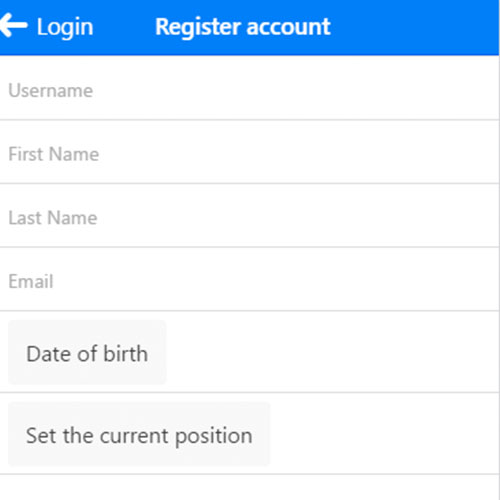 Login Register account
Username
First Name
Last Name
Email
Date of birth
Set the current position